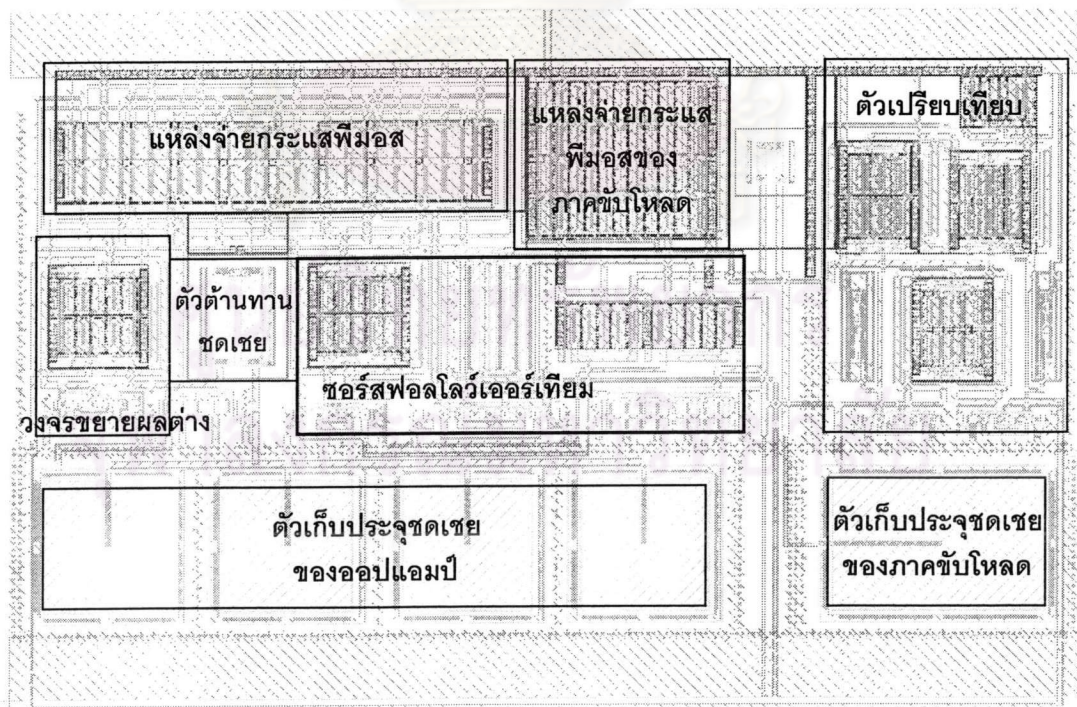 แหล่งจ่ายกระแสพีมอส
แหล่งจ่ายกระแส
พีมอสของ
ภาคขับโหลด
ตัวเปรียบเทียบ
ตัวต้านทาน
ชดเชย
ซอร์สฟอลโลว์เออร์เทียม
วงจรขยายผลต่าง
ตัวเก็บประจุชดเชย
ของออปแอมป์
ตัวเก็บประจุชดเชย
ของภาคขับโหลด